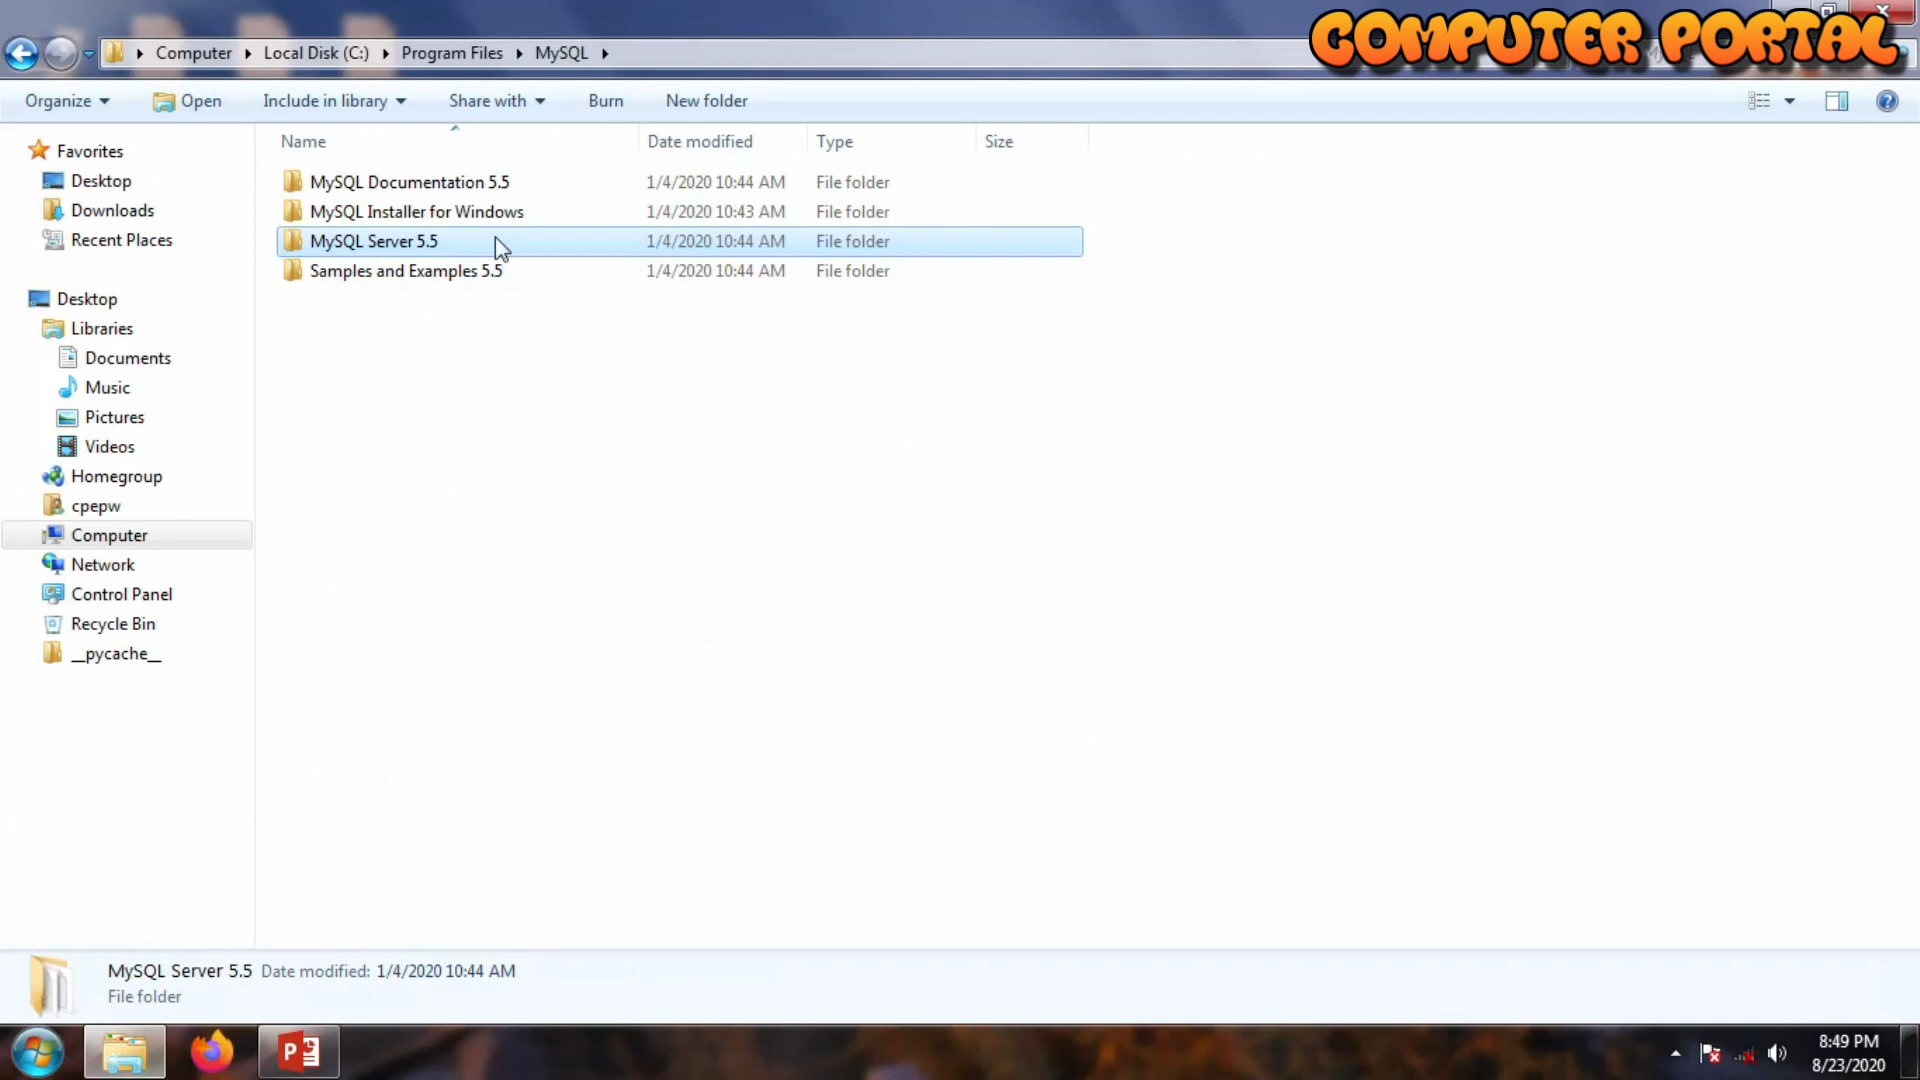 COMPUTER PORTAL
Computer Local Disk (C:) Program Files MySQL
Organize Open Include in library Share with Burn New folder
Name Date modified Type Size
Favorites
Desktop
Downloads
Recent Places
Desktop
Libraries
Documents
Music
Pictures
Videos
Homegroup
cpepw
Computer
Network
Control Panel
Recycle Bin
__pycache__
MySQL Documentation 5.5 1/4/2020 10:44 AM File folder
MySQL Installer for Windows 1/4/2020 10:43 AM File folder
MySQL Server 5.5 1/4/2020 10:44 AM File folder
Samples and Examples 5.5 1/4/2020 10:44 AM File folder
MySQL Server 5.5 Date modified: 1/4/2020 10:44 AM
File folder
8:49 PM
8/23/2020